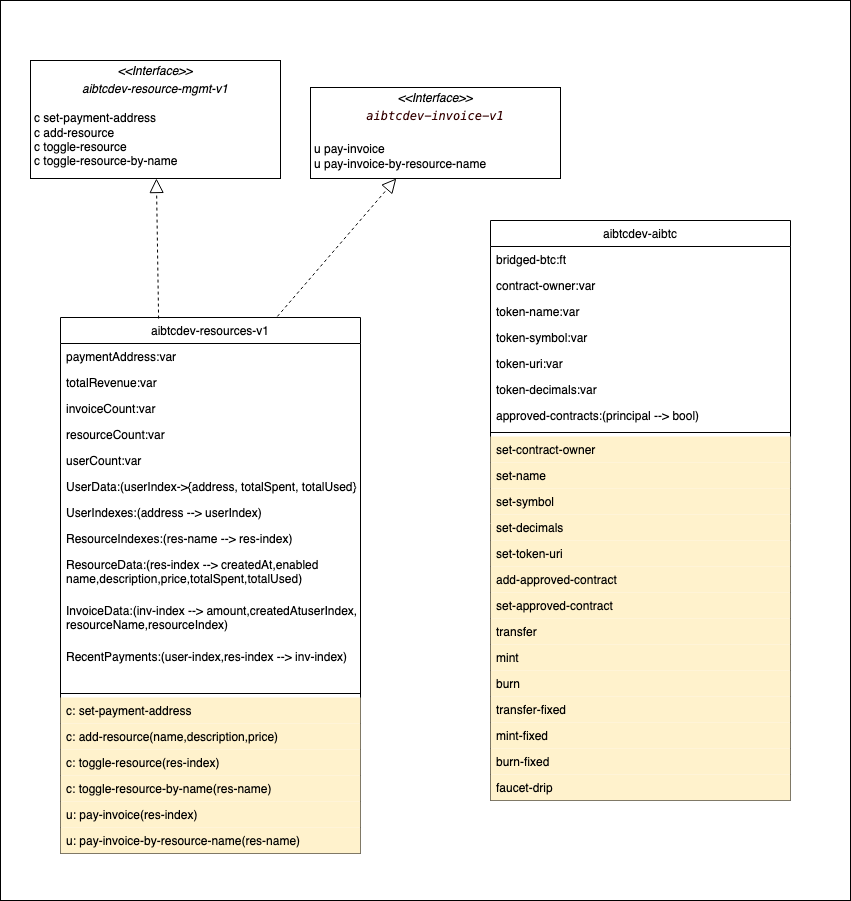 <<Interface>>
aibtcdev-resource-mgmt-v1
c set-payment-address
c add-resource
c toggle-resource
c toggle-resource-by-name
<<Interface>>
aibtcdev-invoice-v1
u pay-invoice
u pay-invoice-by-resource-name
aibtcdev-resources-v1
paymentAddress:var
totalRevenue:var
invoiceCount:var
resourceCount:var
userCount:var
UserData:(userIndex->{address, totalSpent, totalUsed}
UserIndexes:(address --> userIndex)
ResourceIndexes:(res-name --> res-index)
ResourceData:(res-index --> createdAt,enabled
name,description,price,totalSpent,totalUsed)
InvoiceData:(inv-index --> amount,createdAtuserIndex,
resourceName,resourceIndex)
RecentPayments:(user-index,res-index --> inv-index)
c: set-payment-address
c: add-resource(name,description,price)
c: toggle-resource(res-index)
c: toggle-resource-by-name(res-name)
u: pay-invoice(res-index)
u: pay-invoice-by-resource-name(res-name)
aibtcdev-aibtc
bridged-btc:ft
contract-owner:var
token-name:var
token-symbol:var
token-uri:var
token-decimals:var
approved-contracts:(principal --> bool)
set-contract-owner
set-name
set-symbol
set-decimals
set-token-uri
add-approved-contract
set-approved-contract
transfer
mint
burn
transfer-fixed
mint-fixed
burn-fixed
faucet-drip